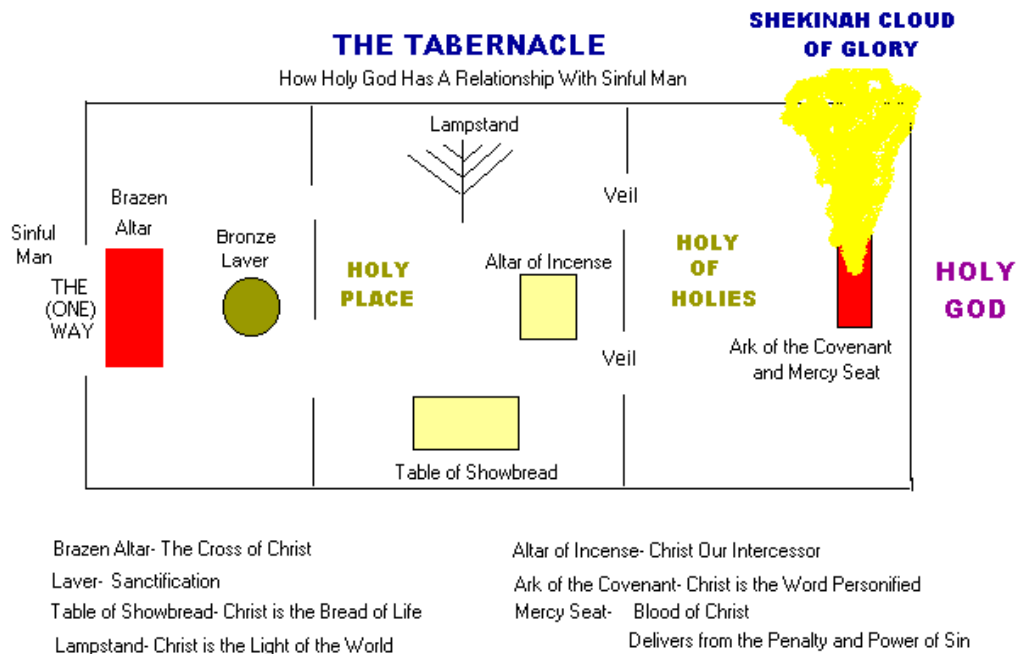 SHEKINAH CLOUD
OF GLORY
THE TABERNACLE
How Holy God Has A Relationship With Sinful Man
Lampstand
Brazen
Altar
Veil
Sinful
Man
Bronze
Laver
HOLY
PLACE
Altar of Incense
HOLY
OF
HOLIES
HOLY
GOD
THE
(ONE)
WAY
Veil
Ark of the Covenant
and Mercy Seat
Table of Showbread
Brazen Altar- The Cross of Christ
Laver- Sanctification
Table of Showbread- Christ is the Bread of Life
Lampstand- Christ is the Light of the World
Altar of Incense- Christ Our Intercessor
Ark of the Covenant- Christ is the Word Personified
Mercy Seat- Blood of Christ
Delivers from the Penalty and Power of Sin